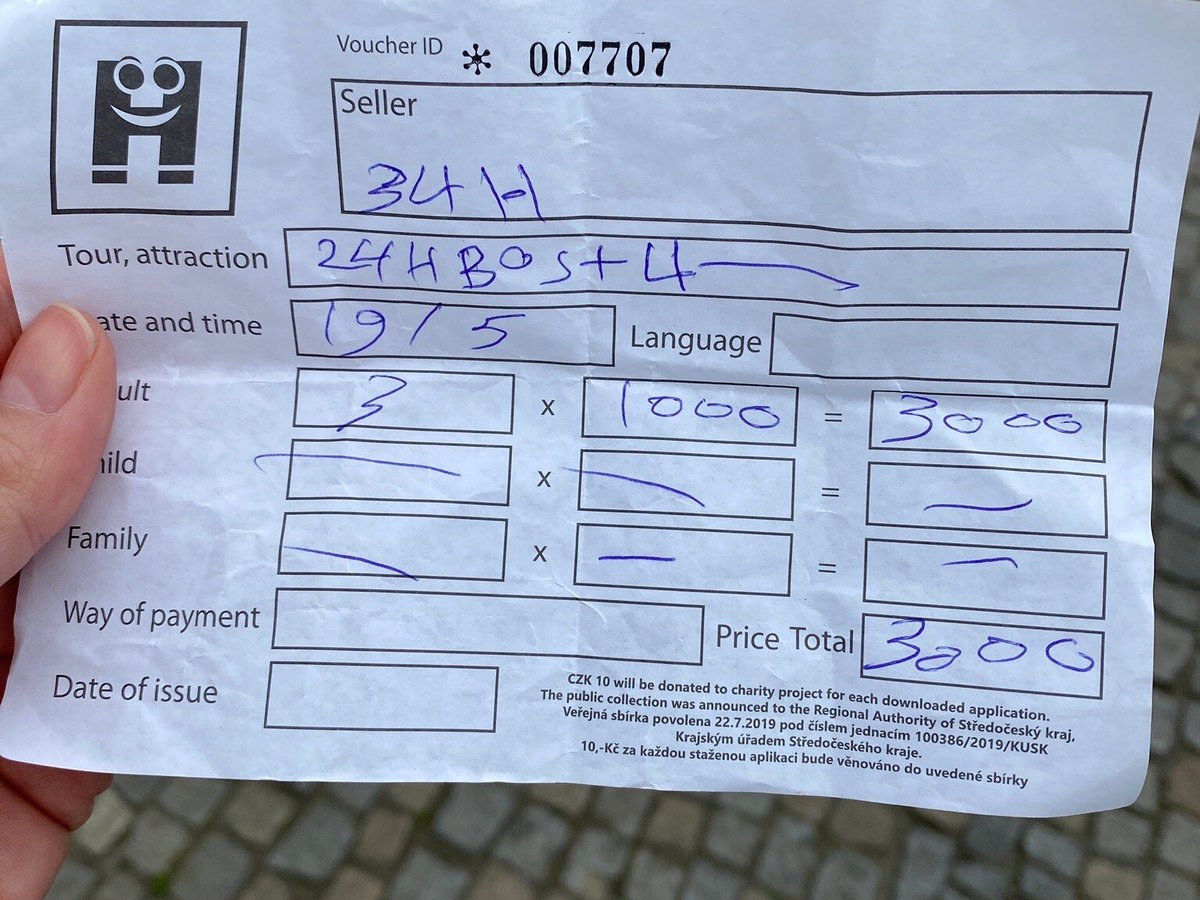 Voucher ID * 007707
Seller
34H
Tour, attraction 24HBOSt4
ate and time 19/5 Language
ult 3 x 1000 = 3000
ild x =
Family x =
Way of payment Price Total 3000
Date of issue
CZK 10 will be donated to charity project for each downloaded application.
The public collection was announced to the Regional Authority of Středočeský kraj,
Veřejná sbírka povolena 22.7.2019 pod číslem jednacím 100386/2019/KUSK
Krajským úřadem Středočeského kraje.
10,-Kč za každou staženou aplikaci bude věnováno do uvedené sbírky